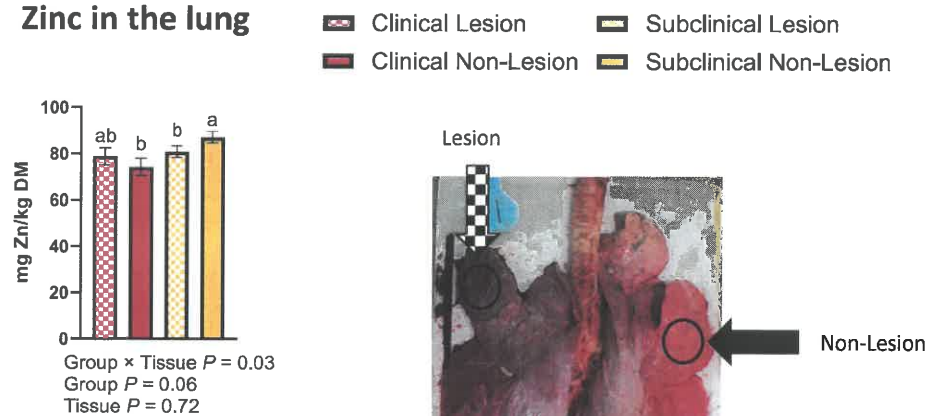 Zinc in the lung
Clinical Lesion
Subclinical Lesion
Clinical Non-Lesion
Subclinical Non-Lesion
mg Zn/kg DM
100
80
60
40
20
0
ab
b
b
a
Group × Tissue P = 0.03
Group P = 0.06
Tissue P = 0.72
Lesion
Non-Lesion